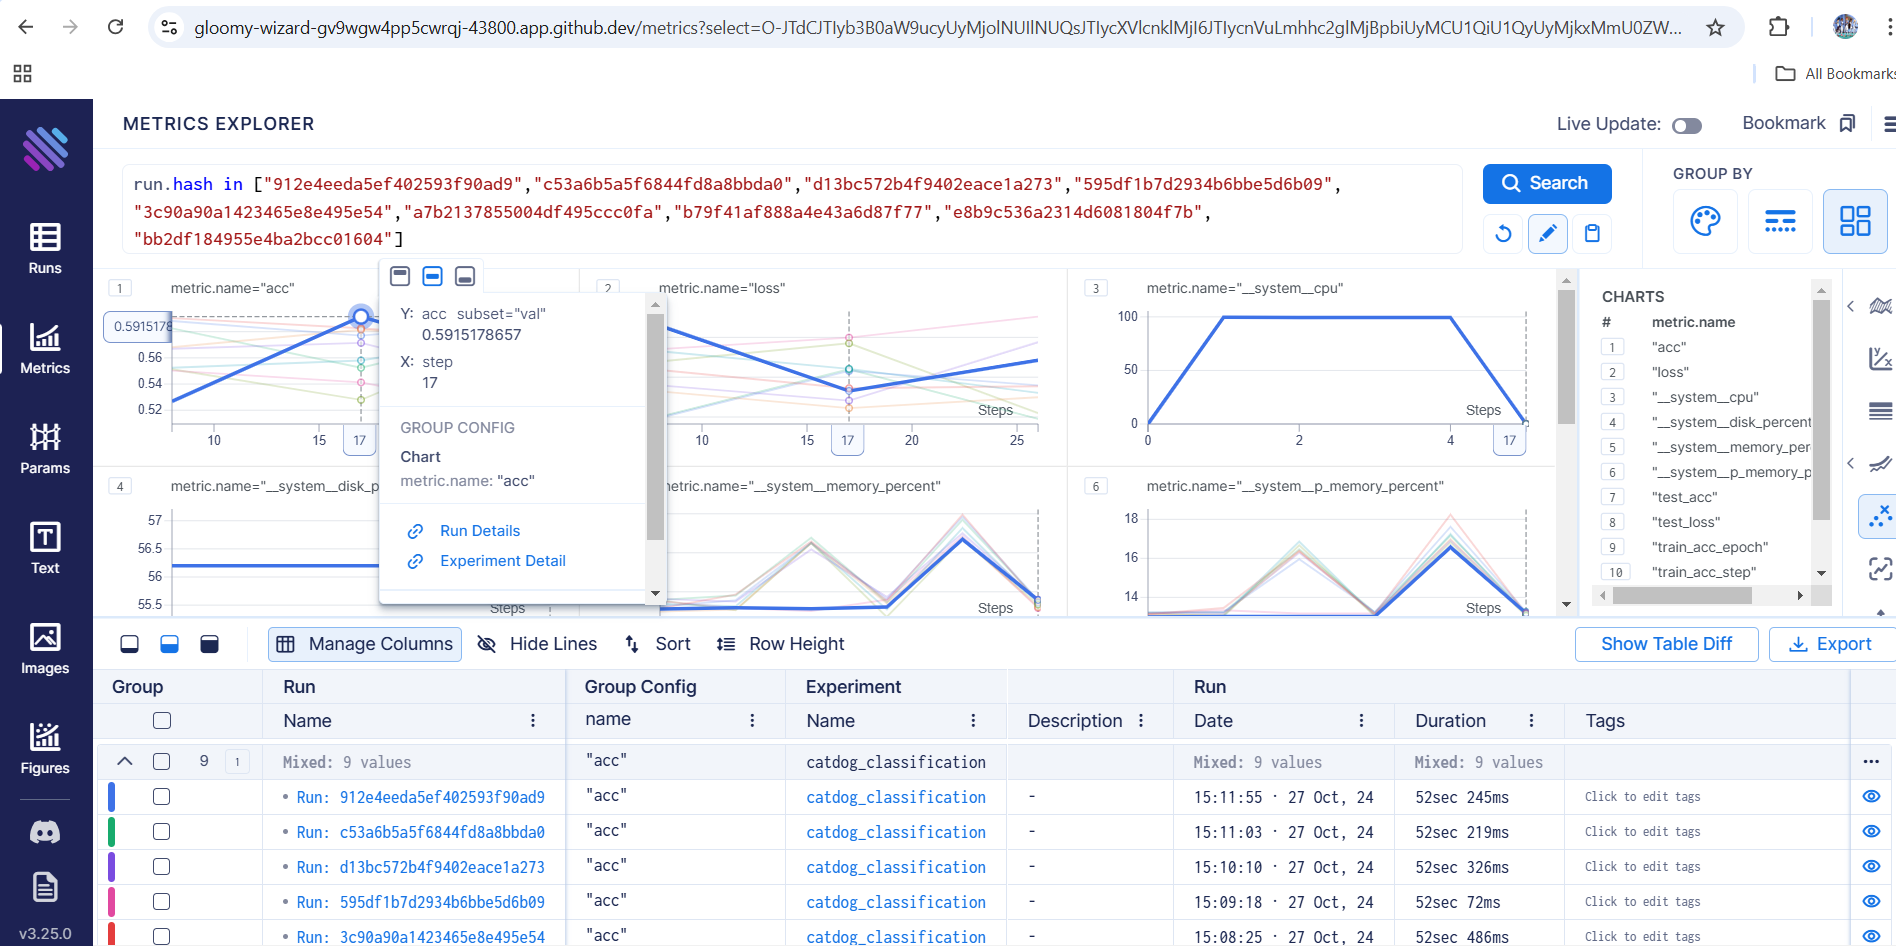 gloomy-wizard-gv9wgw4pp5cwrqj-43800.app.github.dev/metrics?select=O-JTdCJTIyb3B0aW9ucyUyMjolNUIlNUQsJTIycXVlcnklMjI6JTIycnVuLmhhc2glMjBpbiUyMCU1QiU1QyUyMjkxMmU0ZW...
All Bookmarks
METRICS EXPLORER
Live Update:
Bookmark
run.hash in ["912e4eeda5ef402593f90ad9","c53a6b5a5f6844fd8a8bbda0","d13bc572b4f9402eace1a273","595df1b7d2934b6bbe5d6b09",
"3c90a90a1423465e8e495e54","a7b2137855004df495ccc0fa","b79f41af888a4e43a6d87f77","e8b9c536a2314d6081804f7b",
"bb2df184955e4ba2bcc01604"]
Search
GROUP BY
Runs
Metrics
Params
Text
Images
Figures
v3.25.0
1 metric.name="acc"
0.5915178
0.56
0.54
0.52
10 15 17
Y: acc subset="val"
0.5915178657
X: step
17
GROUP CONFIG
Chart
metric.name: "acc"
Run Details
Experiment Detail
2 metric.name="loss"
Steps
10 15 17 20 25
3 metric.name="__system__cpu"
100
50
0
Steps
0 2 4 17
4 metric.name="__system__disk_p
57
56.5
56
55.5
Steps
etric.name="__system__memory_percent"
Steps
6 metric.name="__system__p_memory_percent"
18
16
14
Steps
CHARTS
# metric.name
1 "acc"
2 "loss"
3 "__system__cpu"
4 "__system__disk_percent
5 "__system__memory_per
6 "__system__p_memory_p
7 "test_acc"
8 "test_loss"
9 "train_acc_epoch"
10 "train_acc_step"
Manage Columns Hide Lines Sort Row Height Show Table Diff Export
Group Run Group Config Experiment Run
Name name Name Description Date Duration Tags
9 1 Mixed: 9 values "acc" catdog_classification Mixed: 9 values Mixed: 9 values
Run: 912e4eeda5ef402593f90ad9 "acc" catdog_classification - 15:11:55 · 27 Oct, 24 52sec 245ms Click to edit tags
Run: c53a6b5a5f6844fd8a8bbda0 "acc" catdog_classification - 15:11:03 · 27 Oct, 24 52sec 219ms Click to edit tags
Run: d13bc572b4f9402eace1a273 "acc" catdog_classification - 15:10:10 · 27 Oct, 24 52sec 326ms Click to edit tags
Run: 595df1b7d2934b6bbe5d6b09 "acc" catdog_classification - 15:09:18 · 27 Oct, 24 52sec 72ms Click to edit tags
Run: 3c90a90a1423465e8e495e54 "acc" catdog_classification - 15:08:25 · 27 Oct, 24 52sec 486ms Click to edit tags